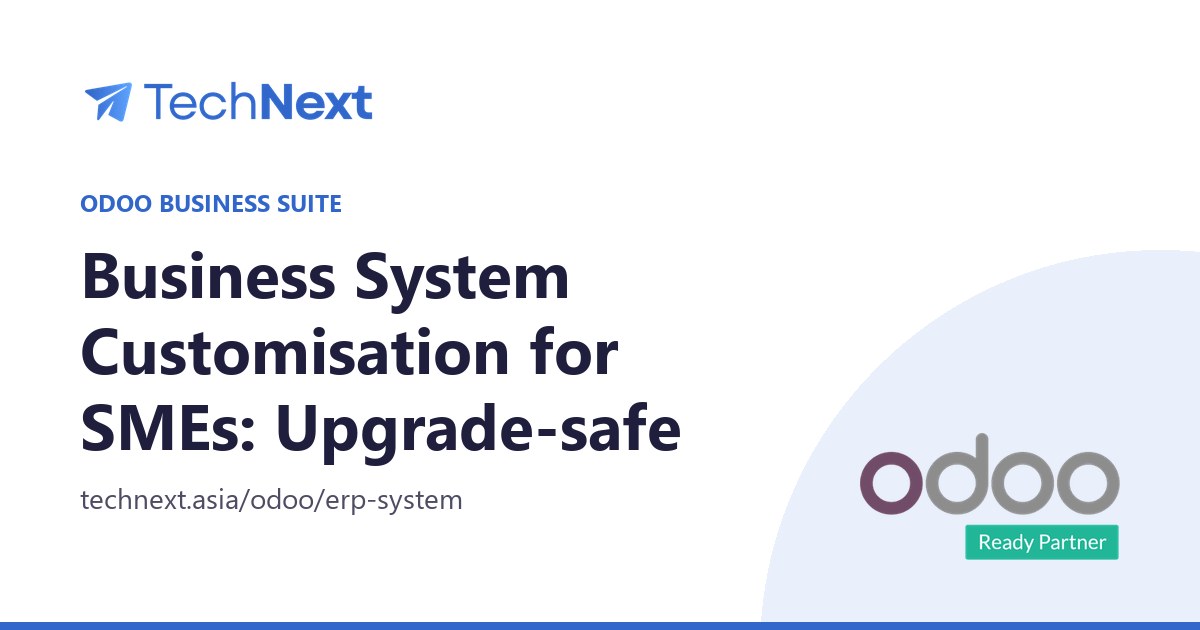 TechNext
ODOO BUSINESS SUITE
Business System
Customisation for
SMEs: Upgrade-safe
technext.asia/odoo/erp-system
odoo
Ready Partner